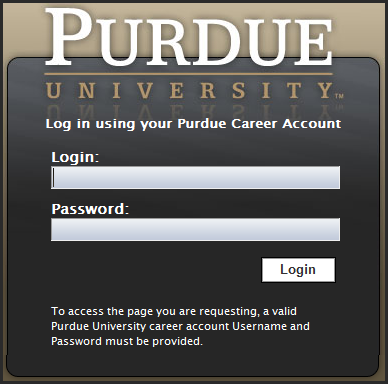 PURDUE
UNIVERSITY™
Log in using your Purdue Career Account
Login:
Password:
Login
To access the page you are requesting, a valid
Purdue University career account Username and
Password must be provided.